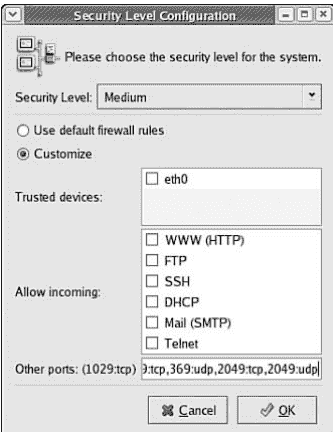 Security Level Configuration
Please choose the security level for the system.
Security Level: Medium
Use default firewall rules
Customize
Trusted devices:
eth0
Allow incoming:
WWW (HTTP)
FTP
SSH
DHCP
Mail (SMTP)
Telnet
Other ports: (1029:tcp) 9:tcp,369:udp,2049:tcp,2049:udp
Cancel
OK